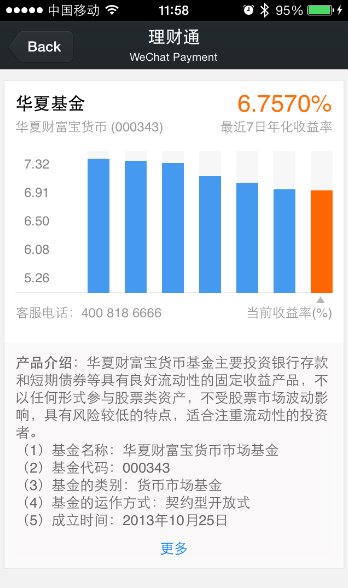 中国移动 11:58 95%
Back 理财通
WeChat Payment
华夏基金 6.7570%
华夏财富宝货币 (000343) 最近7日年化收益率
7.32
6.91
6.50
6.08
5.26
客服电话：400 818 6666 当前收益率(%)
产品介绍：华夏财富宝货币基金主要投资银行存款
和短期债券等具有良好流动性的固定收益产品，不
以任何形式参与股票类资产，不受股票市场波动影
响，具有风险较低的特点，适合注重流动性的投资
者。
（1）基金名称：华夏财富宝货币市场基金
（2）基金代码：000343
（3）基金的类别：货币市场基金
（4）基金的运作方式：契约型开放式
（5）成立时间：2013年10月25日
更多